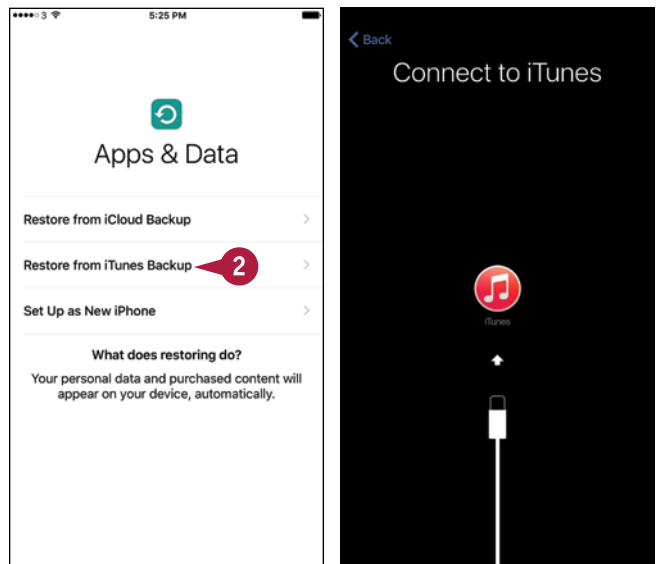 3 5:25 PM
Apps & Data
Restore from iCloud Backup
Restore from iTunes Backup 2
Set Up as New iPhone
What does restoring do?
Your personal data and purchased content will
appear on your device, automatically.
Back
Connect to iTunes
iTunes